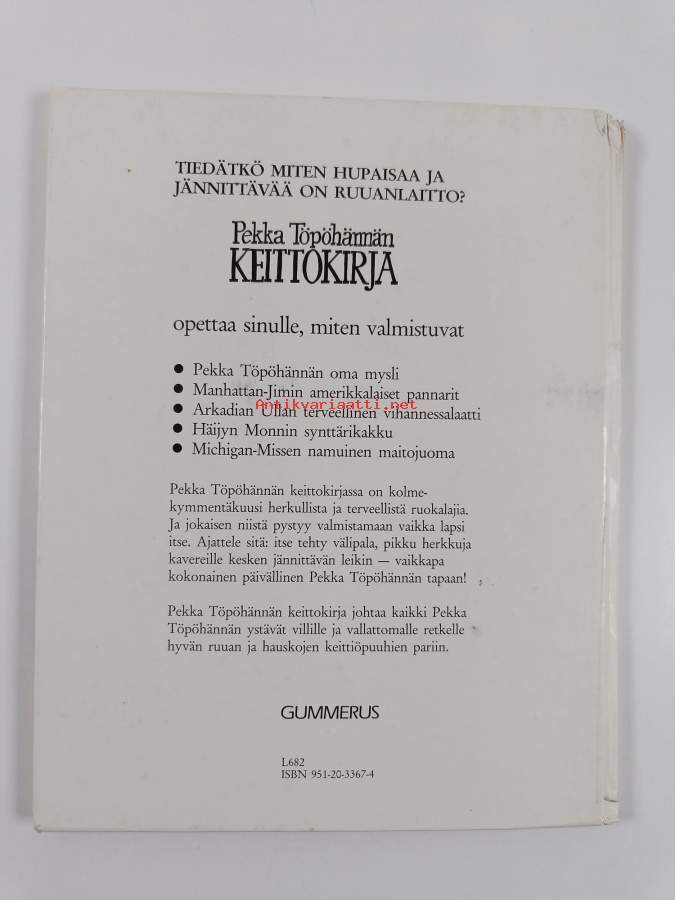 TIEDÄTKÖ MITEN HUPAISAA JA
JÄNNITTÄVÄÄ ON RUUANLAITTO?
Pekka Töpöhännän
KEITTOKIRJA
opettaa sinulle, miten valmistuvat
● Pekka Töpöhännän oma mysli
● Manhattan-Jimin amerikkalaiset pannarit
Antikvariaatti.net
● Arkadian Ullan terveellinen vihannessalaatti
● Häijyn Monnin synttärikakku
● Michigan-Missen namuinen maitojuoma
Pekka Töpöhännän keittokirjassa on kolme-
kymmentäkuusi herkullista ja terveellistä ruokalajia.
Ja jokaisen niistä pystyy valmistamaan vaikka lapsi
itse. Ajattele sitä: itse tehty välipala, pikku herkkuja
kavereille kesken jännittävän leikin — vaikkapa
kokonainen päivällinen Pekka Töpöhännän tapaan!
Pekka Töpöhännän keittokirja johtaa kaikki Pekka
Töpöhännän ystävät villille ja vallattomalle retkelle
hyvän ruuan ja hauskojen keittiöpuuhien pariin.
GUMMERUS
L682
ISBN 951-20-3367-4